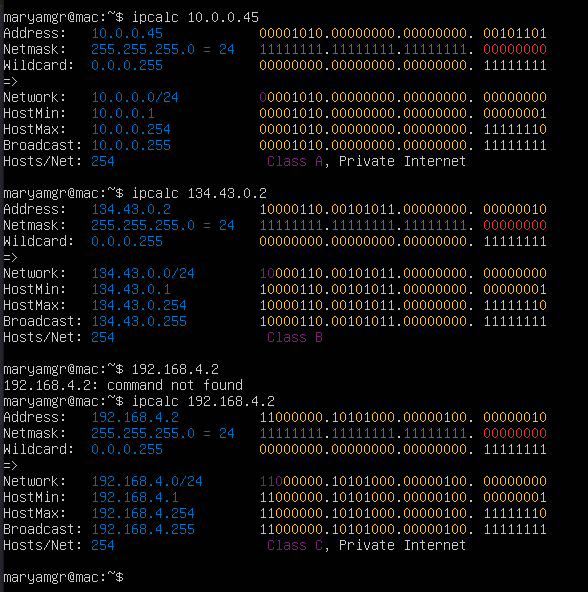 maryamgr@mac:~$ ipcalc 10.0.0.45
Address:   10.0.0.45            00001010.00000000.00000000. 00101101
Netmask:   255.255.255.0 = 24   11111111.11111111.11111111. 00000000
Wildcard:  0.0.0.255            00000000.00000000.00000000. 11111111
=>
Network:   10.0.0.0/24          00001010.00000000.00000000. 00000000
HostMin:   10.0.0.1             00001010.00000000.00000000. 00000001
HostMax:   10.0.0.254           00001010.00000000.00000000. 11111110
Broadcast: 10.0.0.255           00001010.00000000.00000000. 11111111
Hosts/Net: 254                   Class A, Private Internet
maryamgr@mac:~$ ipcalc 134.43.0.2
Address:   134.43.0.2           10000110.00101011.00000000. 00000010
Netmask:   255.255.255.0 = 24   11111111.11111111.11111111. 00000000
Wildcard:  0.0.0.255            00000000.00000000.00000000. 11111111
=>
Network:   134.43.0.0/24        10000110.00101011.00000000. 00000000
HostMin:   134.43.0.1           10000110.00101011.00000000. 00000001
HostMax:   134.43.0.254         10000110.00101011.00000000. 11111110
Broadcast: 134.43.0.255         10000110.00101011.00000000. 11111111
Hosts/Net: 254                   Class B
maryamgr@mac:~$ 192.168.4.2
192.168.4.2: command not found
maryamgr@mac:~$ ipcalc 192.168.4.2
Address:   192.168.4.2          11000000.10101000.00000100. 00000010
Netmask:   255.255.255.0 = 24   11111111.11111111.11111111. 00000000
Wildcard:  0.0.0.255            00000000.00000000.00000000. 11111111
=>
Network:   192.168.4.0/24       11000000.10101000.00000100. 00000000
HostMin:   192.168.4.1          11000000.10101000.00000100. 00000001
HostMax:   192.168.4.254        11000000.10101000.00000100. 11111110
Broadcast: 192.168.4.255        11000000.10101000.00000100. 11111111
Hosts/Net: 254                   Class C, Private Internet
maryamgr@mac:~$